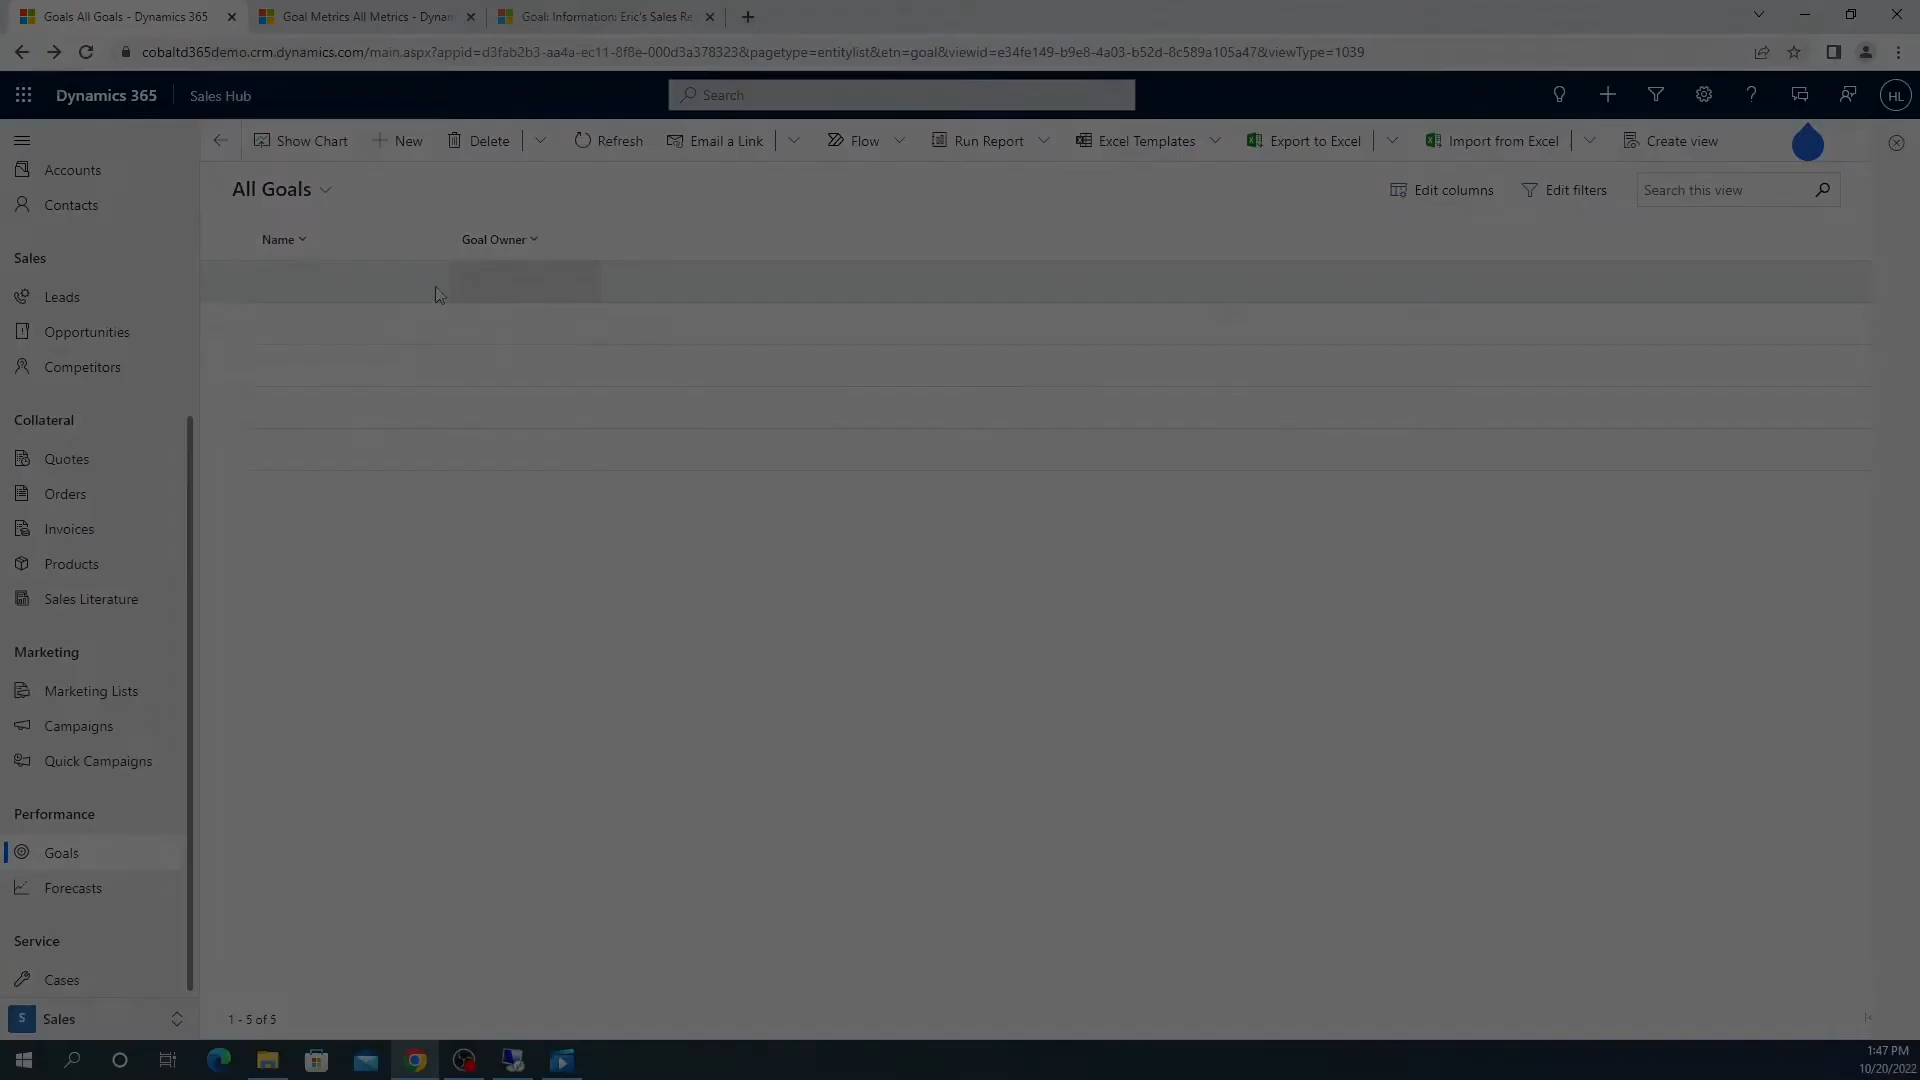 Goals All Goals - Dynamics 365
Goal Metrics All Metrics - Dynan
Goal: Information: Eric's Sales Re
cobaltd365demo.crm.dynamics.com/main.aspx?appid=d3fab2b3-aa4a-ec11-8f8e-000d3a378323&pagetype=entitylist&etn=goal&viewid=e34fe149-b9e8-4a03-b52d-8c589a105a47&viewType=1039
Dynamics 365
Sales Hub
Search
HL
Show Chart
New
Delete
Refresh
Email a Link
Flow
Run Report
Excel Templates
Export to Excel
Import from Excel
Create view
Accounts
Contacts
Sales
Leads
Opportunities
Competitors
Collateral
Quotes
Orders
Invoices
Products
Sales Literature
Marketing
Marketing Lists
Campaigns
Quick Campaigns
Performance
Goals
Forecasts
Service
Cases
S
Sales
All Goals
Edit columns
Edit filters
Search this view
Name
Goal Owner
1 - 5 of 5
1:47 PM
10/20/2022